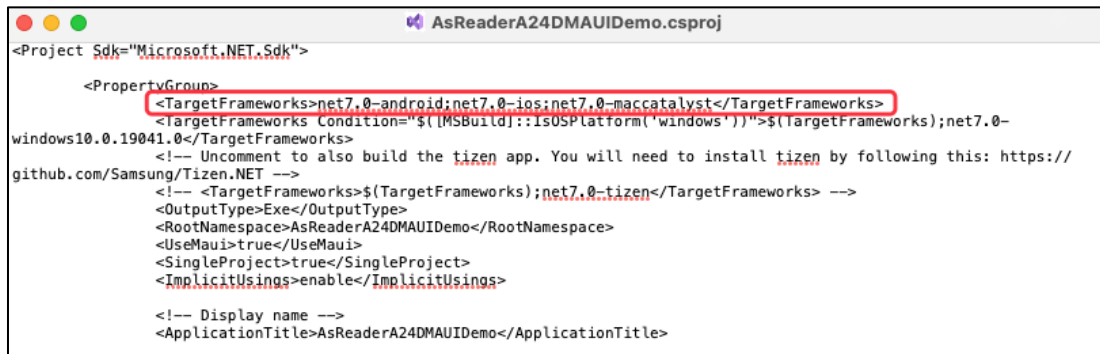 AsReaderA24DMAUIDemo.csproj
<Project Sdk="Microsoft.NET.Sdk">
<PropertyGroup>
<TargetFrameworks>net7.0-android;net7.0-ios;net7.0-maccatalyst</TargetFrameworks>
<TargetFrameworks Condition="$([MSBuild]::IsOSPlatform('windows'))">$(TargetFrameworks);net7.0-
windows10.0.19041.0</TargetFrameworks>
<!-- Uncomment to also build the tizen app. You will need to install tizen by following this: https://
github.com/Samsung/Tizen.NET -->
<!-- <TargetFrameworks>$(TargetFrameworks);net7.0-tizen</TargetFrameworks> -->
<OutputType>Exe</OutputType>
<RootNamespace>AsReaderA24DMAUIDemo</RootNamespace>
<UseMaui>true</UseMaui>
<SingleProject>true</SingleProject>
<ImplicitUsings>enable</ImplicitUsings>
<!-- Display name -->
<ApplicationTitle>AsReaderA24DMAUIDemo</ApplicationTitle>